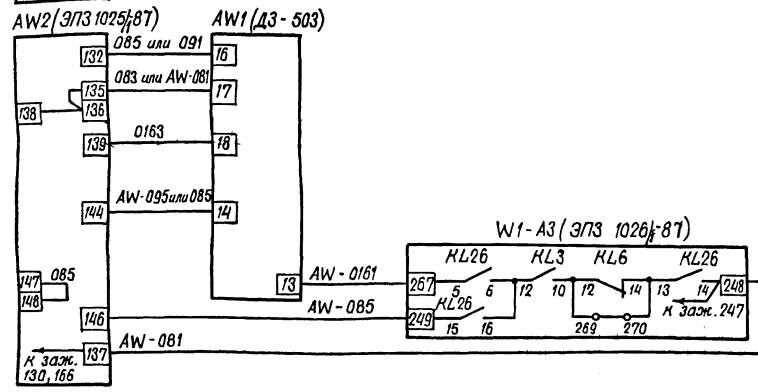 AW2 (ЭПЗ 1025/1-87)
AW1 (ДЗ-503)
132 085 или 091 16
135 083 или AW-081 17
138 136
139 0163 18
144 AW-095 или 085 14
W1-A3 (ЭПЗ 1026/1-87)
KL26 KL3 KL6 KL26
147 085
148
13 AW-0161 267 5 6 12 10 12 14 13 14 248
KL26
к заж. 247
146 AW-085 249 15 16 269 270
137 AW-081
к заж.
130, 166